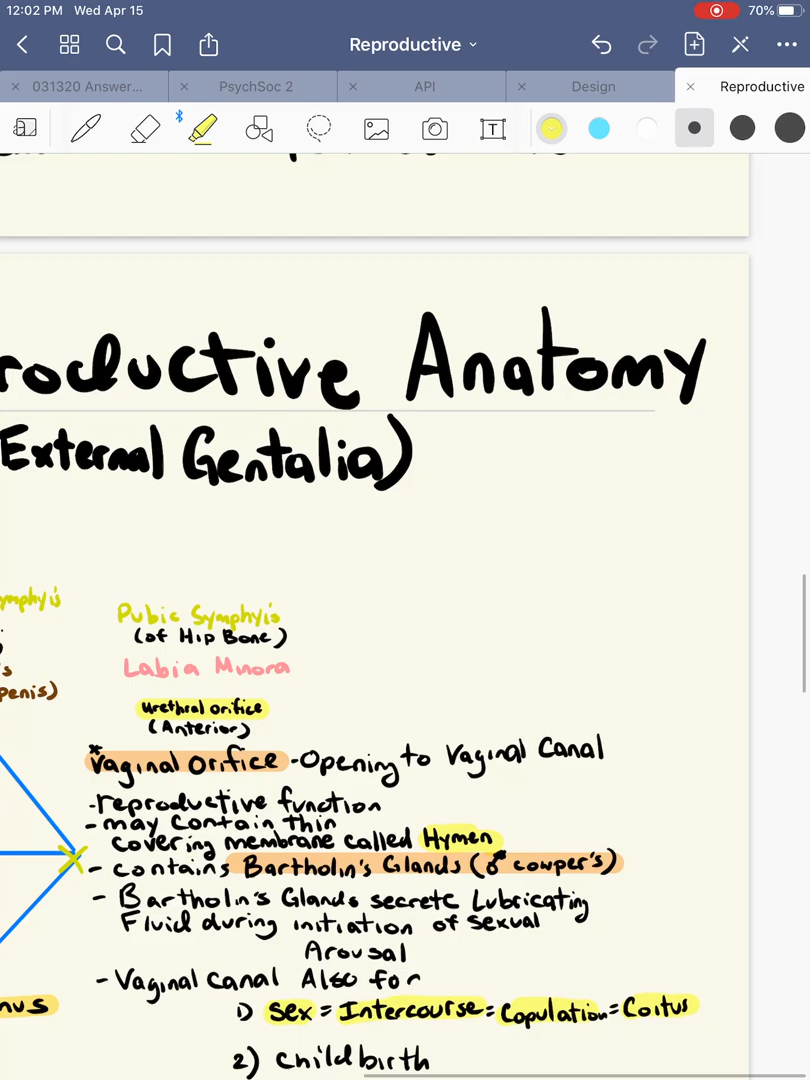 12:02 PM Wed Apr 15
70%
Reproductive
031320 Answer...
PsychSoc 2
API
Design
Reproductive
T
roductive Anatomy
External Gentalia)
ymphyis
Pubic Symphyis
(of Hip Bone)
Labia Mnora
penis)
urethral orifice
(Anterior)
*Vaginal Orifice - Opening to Vaginal Canal
- reproductive function
- may contain thin
covering membrane called Hymen
- contains Bartholin's Glands (♂ cowper's)
- Bartholin's Glands secrete Lubricating
Fluid during initiation of sexual
Arousal
- Vaginal canal Also for
1) Sex = Intercourse = Copulation = Coitus
nus
2) childbirth